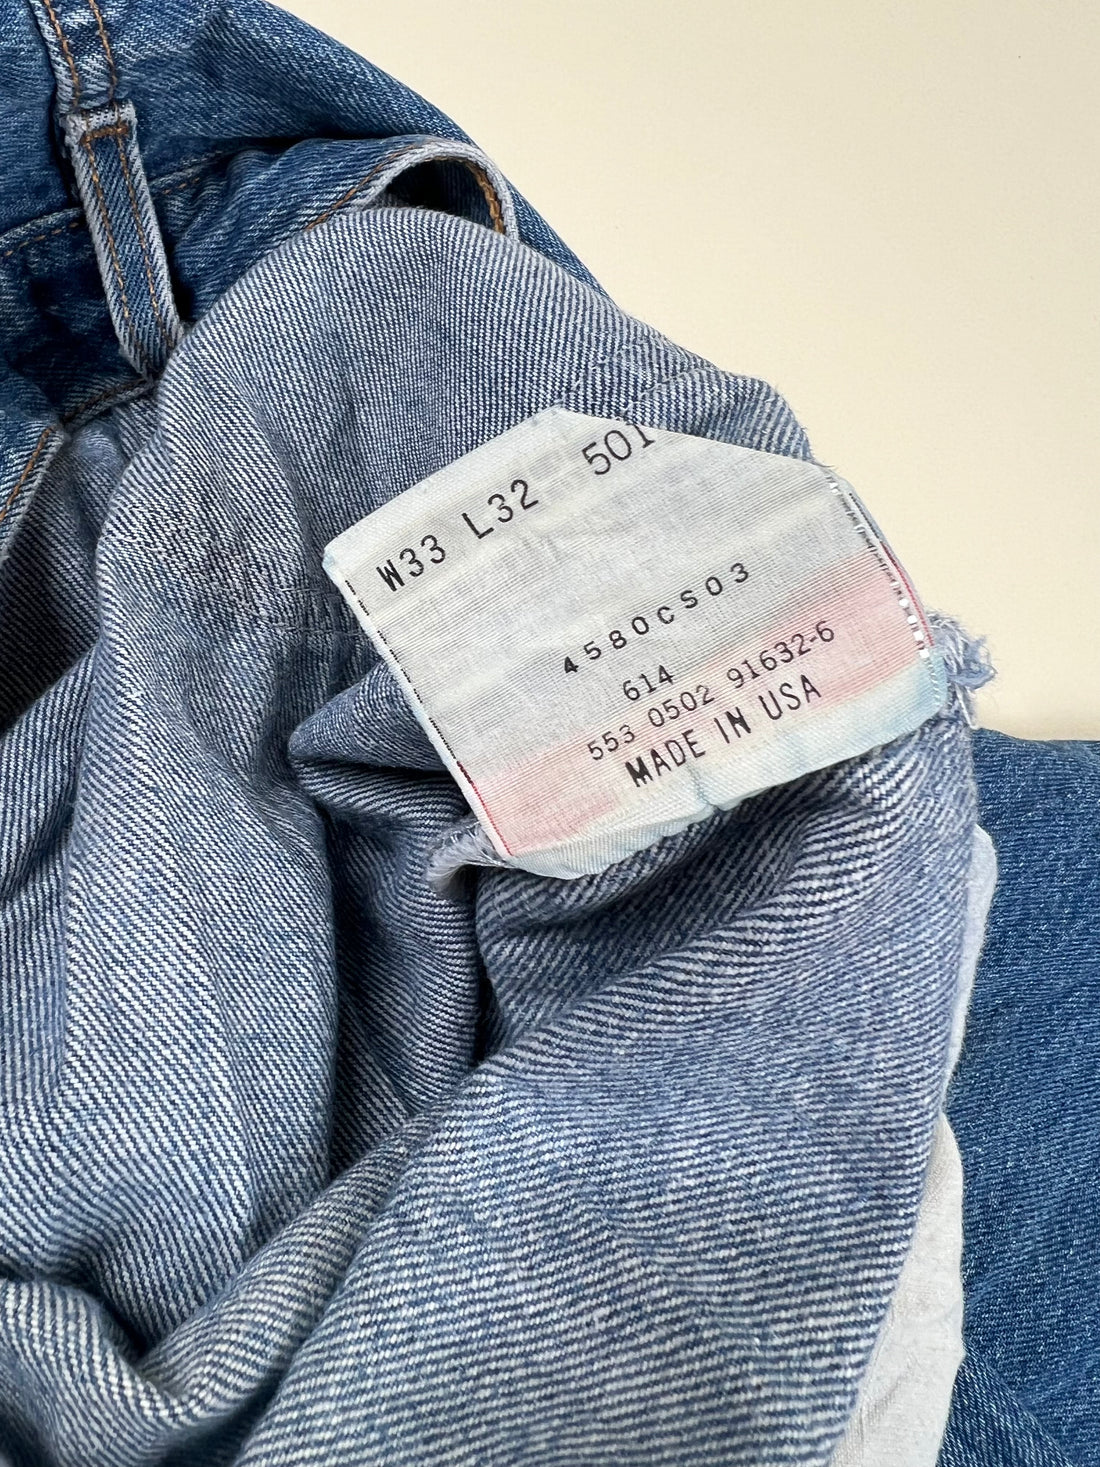 W33 L32 501
4580CS03
614
553 0502 91632-6
MADE IN USA